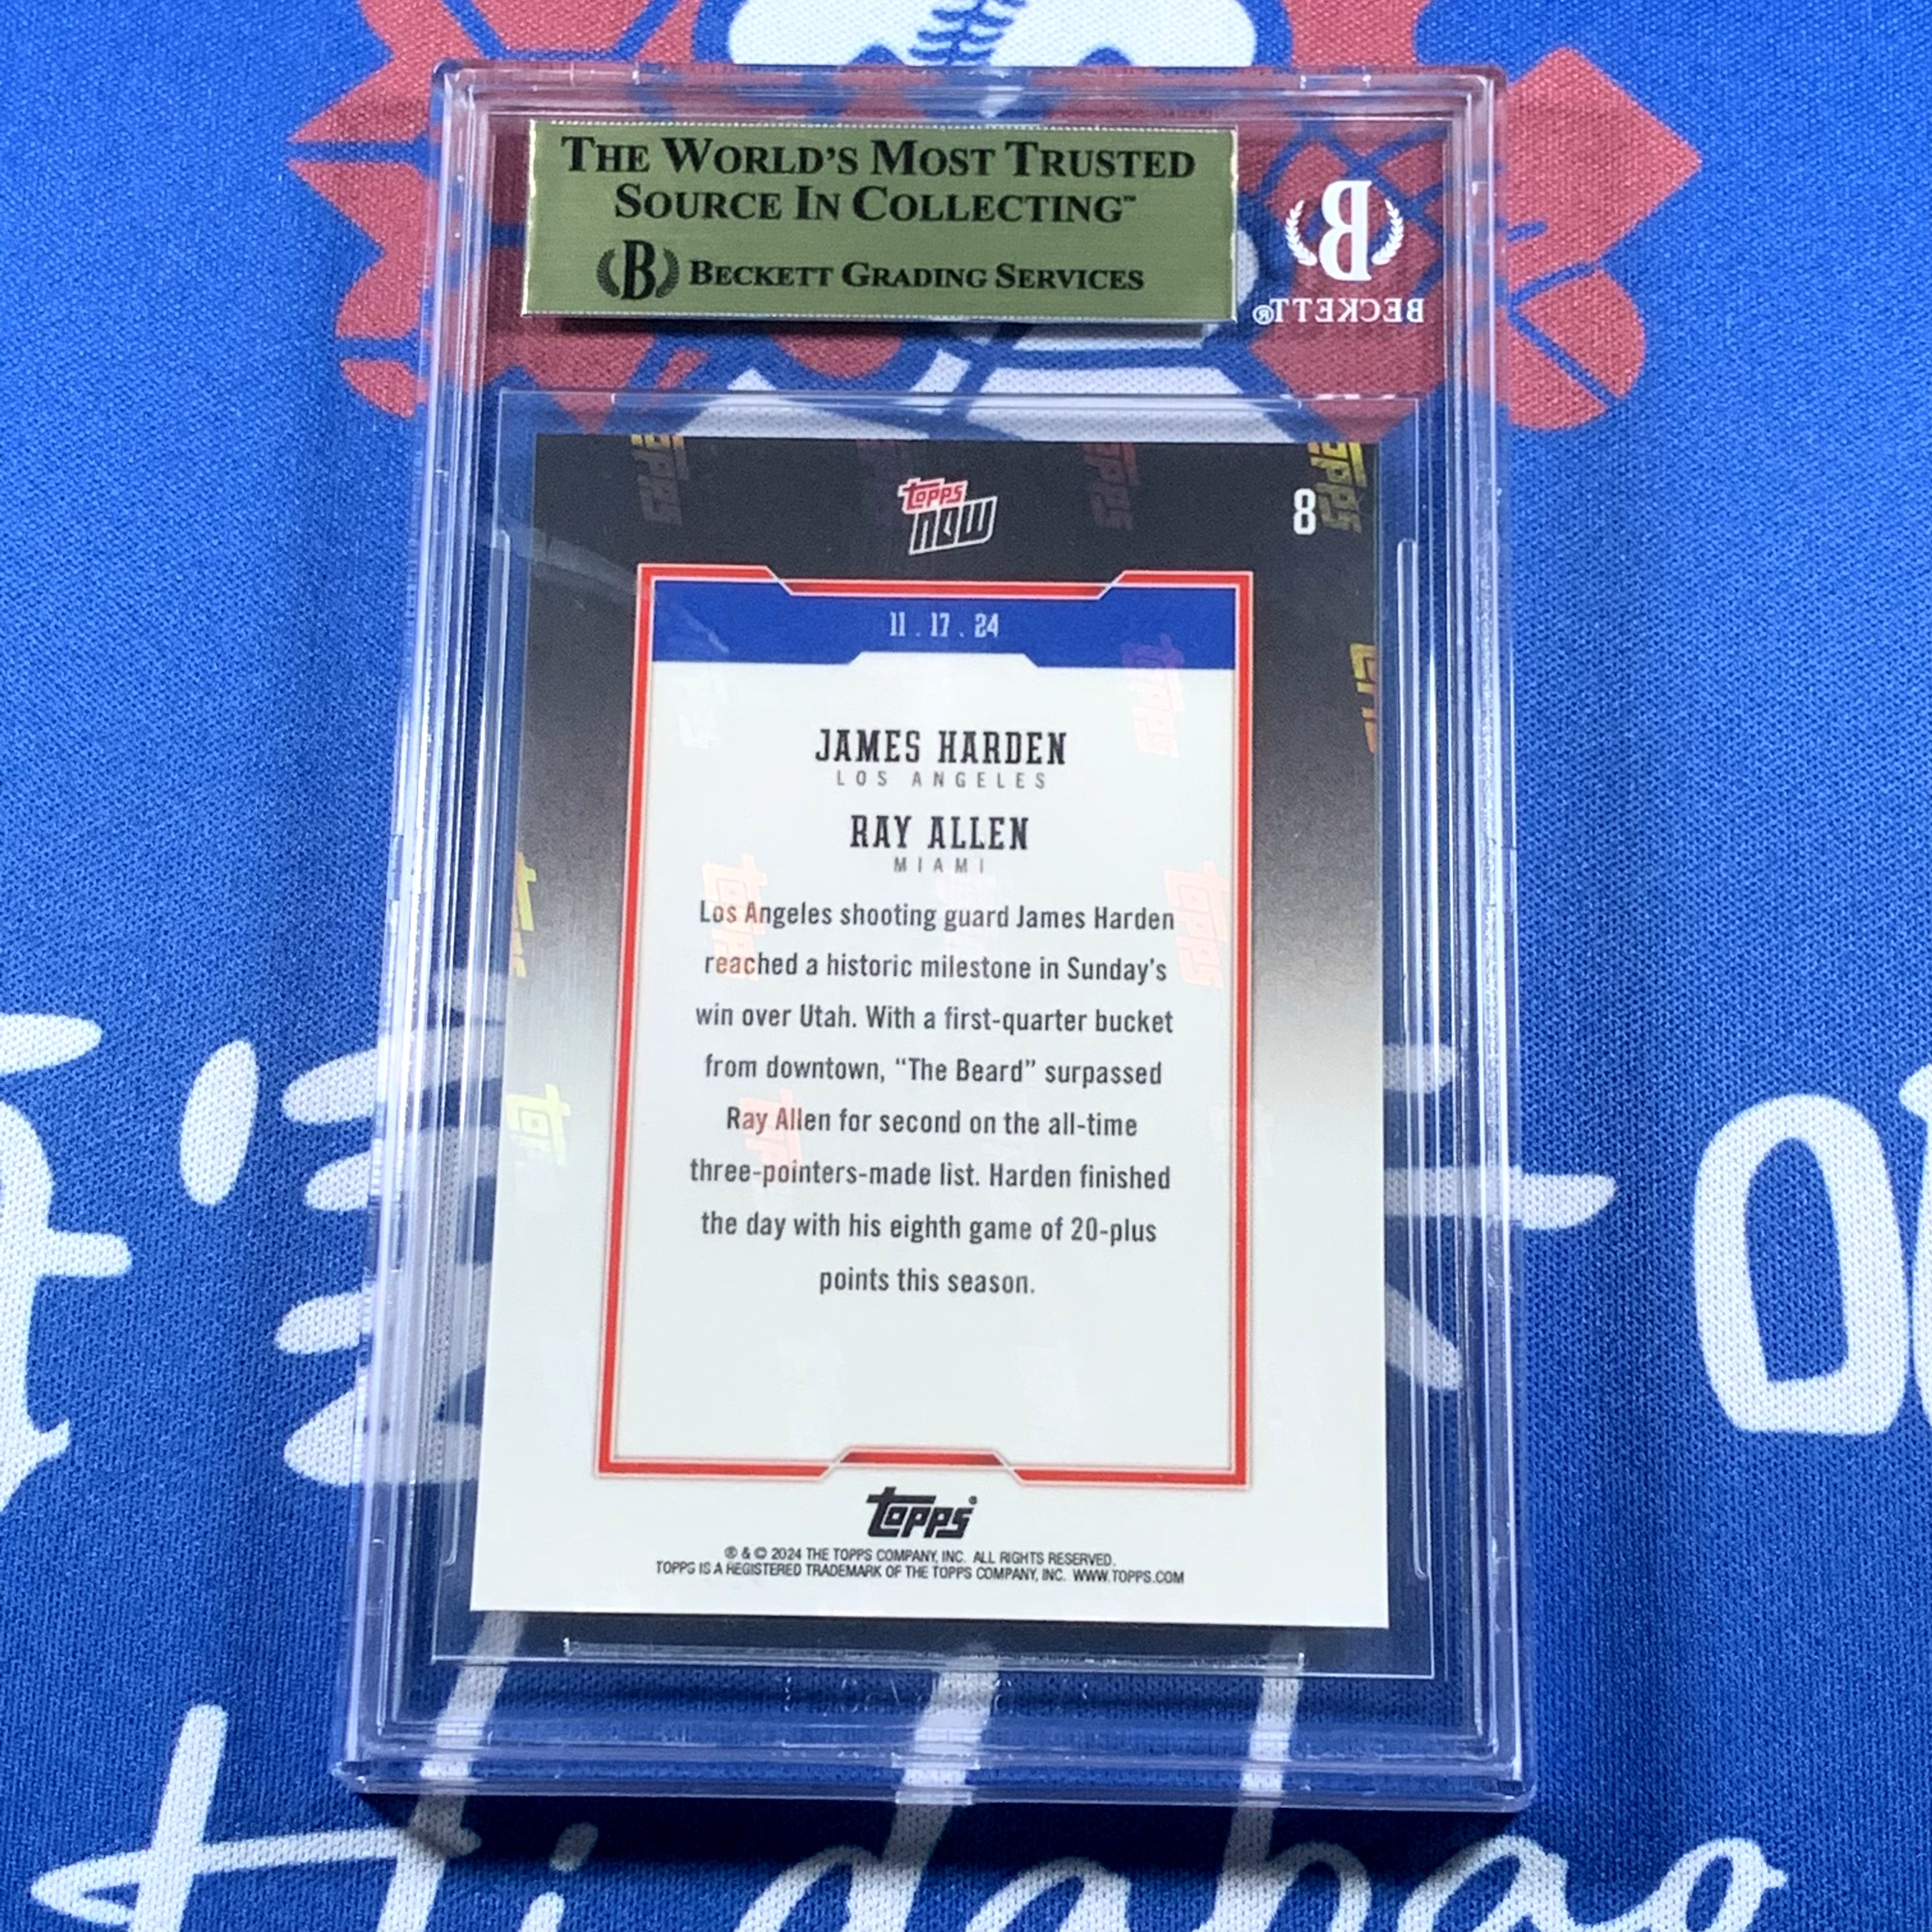 THE WORLD'S MOST TRUSTED
SOURCE IN COLLECTING™
B BECKETT GRADING SERVICES
B
BECKETT®
topps
now
8
11 . 17 . 24
JAMES HARDEN
LOS ANGELES
RAY ALLEN
MIAMI
Los Angeles shooting guard James Harden
reached a historic milestone in Sunday's
win over Utah. With a first-quarter bucket
from downtown, “The Beard” surpassed
Ray Allen for second on the all-time
three-pointers-made list. Harden finished
the day with his eighth game of 20-plus
points this season.
topps®
® & © 2024 THE TOPPS COMPANY, INC. ALL RIGHTS RESERVED.
TOPPS IS A REGISTERED TRADEMARK OF THE TOPPS COMPANY, INC. WWW.TOPPS.COM